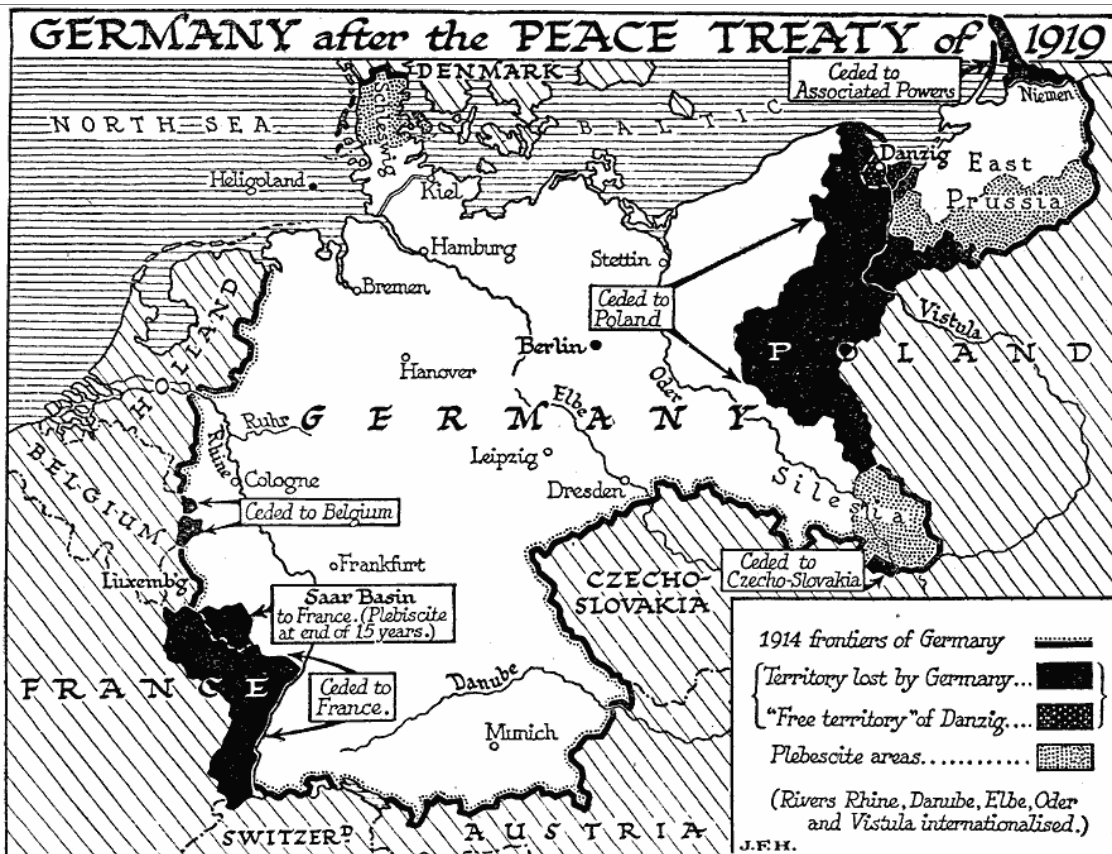 GERMANY after the PEACE TREATY of 1919
DENMARK
Ceded to
Associated Powers
Niemen
NORTH SEA
BALTIC
Schleswig
Danzig
East
Prussia
Heligoland
Kiel
Hamburg
Stettin
Bremen
Ceded to
Poland
Vistula
HOLLAND
Berlin
POLAND
Hanover
Oder
Elbe
GERMANY
Ruhr
Rhine
BELGIUM
Leipzig
Cologne
Dresden
Silesia
Ceded to Belgium
Luxembg
Frankfurt
Ceded to
Czecho-Slovakia
CZECHO-
SLOVAKIA
Saar Basin
to France. (Plebiscite
at end of 15 years.)
FRANCE
Ceded to
France.
Danube
Munich
SWITZERD
AUSTRIA
1914 frontiers of Germany
Territory lost by Germany...
"Free territory" of Danzig....
Plebescite areas............
(Rivers Rhine, Danube, Elbe, Oder
and Vistula internationalised.)
J.F.H.